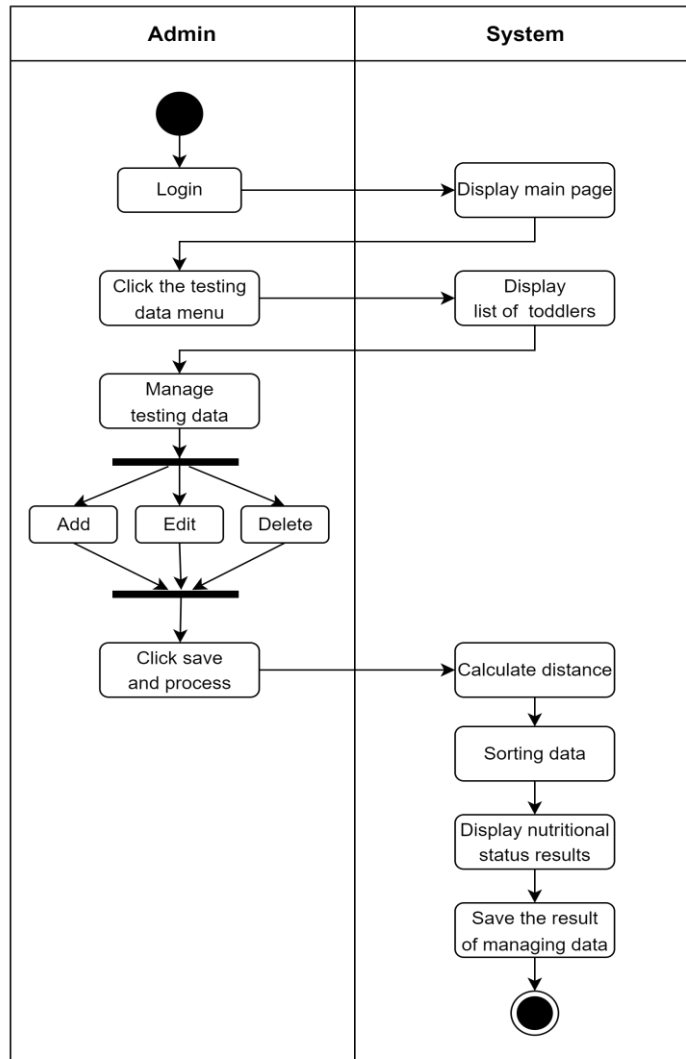 Admin
System
Login
Display main page
Click the testing
data menu
Display
list of toddlers
Manage
testing data
Add
Edit
Delete
Click save
and process
Calculate distance
Sorting data
Display nutritional
status results
Save the result
of managing data